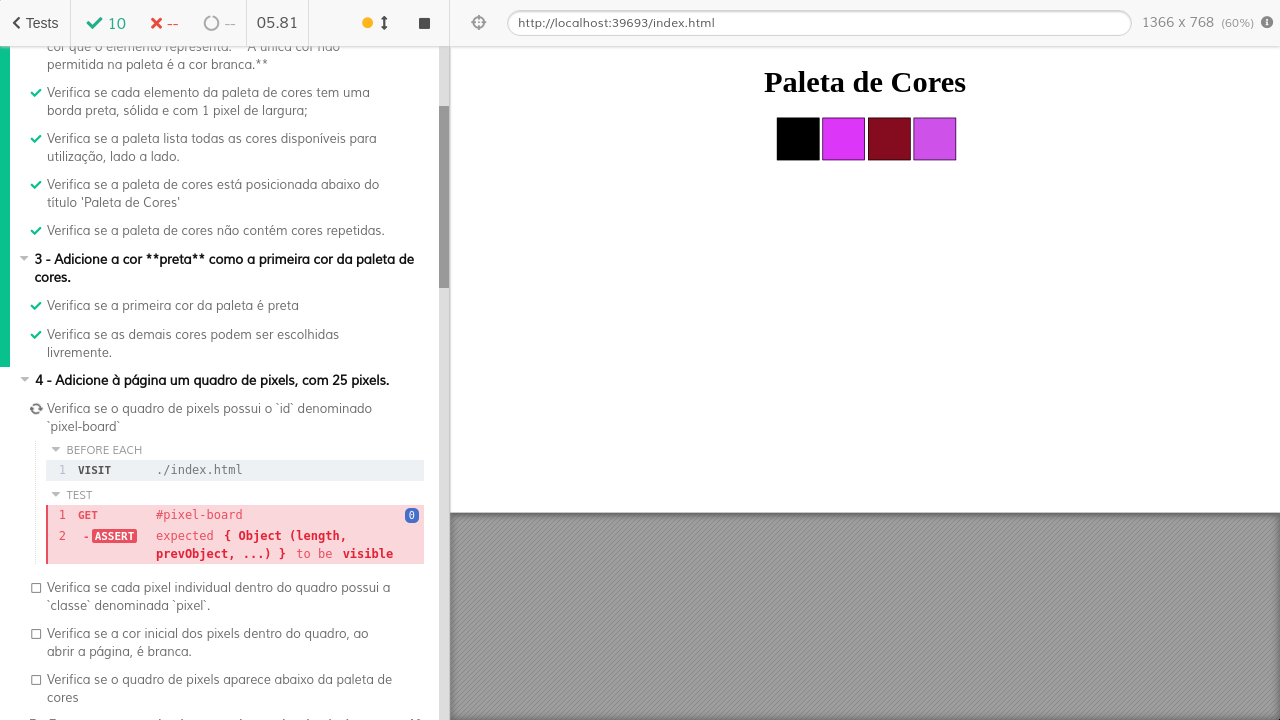 Tests 10 -- -- 05.81
http://localhost:39693/index.html 1366 x 768 (60%)
cor que o elemento representa. **A única cor não
permitida na paleta é a cor branca.**
Verifica se cada elemento da paleta de cores tem uma
borda preta, sólida e com 1 pixel de largura;
Verifica se a paleta lista todas as cores disponíveis para
utilização, lado a lado.
Verifica se a paleta de cores está posicionada abaixo do
título 'Paleta de Cores'
Verifica se a paleta de cores não contém cores repetidas.
3 - Adicione a cor **preta** como a primeira cor da paleta de
cores.
Verifica se a primeira cor da paleta é preta
Verifica se as demais cores podem ser escolhidas
livremente.
4 - Adicione à página um quadro de pixels, com 25 pixels.
Verifica se o quadro de pixels possui o `id` denominado
`pixel-board`
BEFORE EACH
1 VISIT ./index.html
TEST
1 GET #pixel-board 0
2 -ASSERT expected { Object (length,
prevObject, ...) } to be visible
Verifica se cada pixel individual dentro do quadro possui a
`classe` denominada `pixel`.
Verifica se a cor inicial dos pixels dentro do quadro, ao
abrir a página, é branca.
Verifica se o quadro de pixels aparece abaixo da paleta de
cores
Paleta de Cores